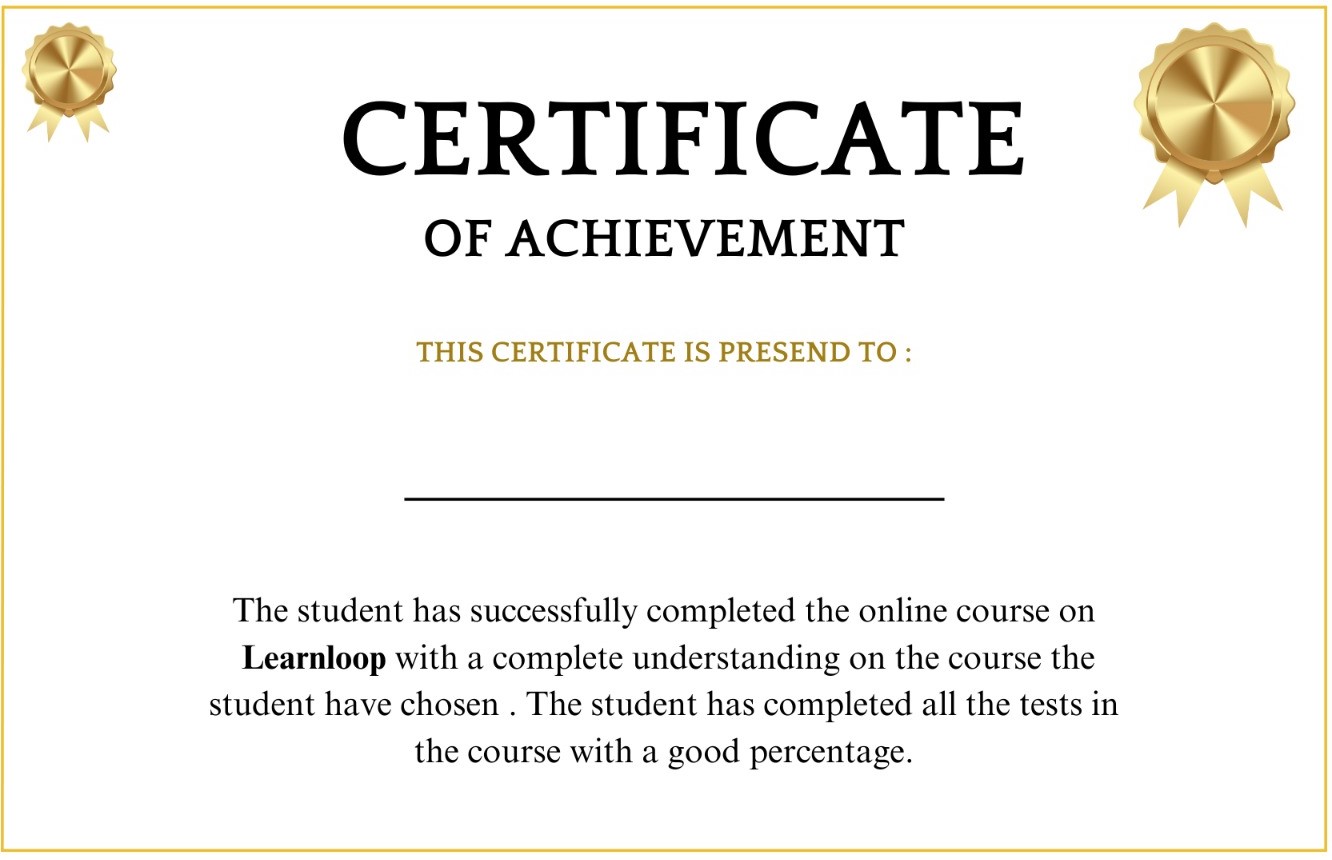 CERTIFICATE
OF ACHIEVEMENT
THIS CERTIFICATE IS PRESEND TO :
The student has successfully completed the online course on
Learnloop with a complete understanding on the course the
student have chosen . The student has completed all the tests in
the course with a good percentage.